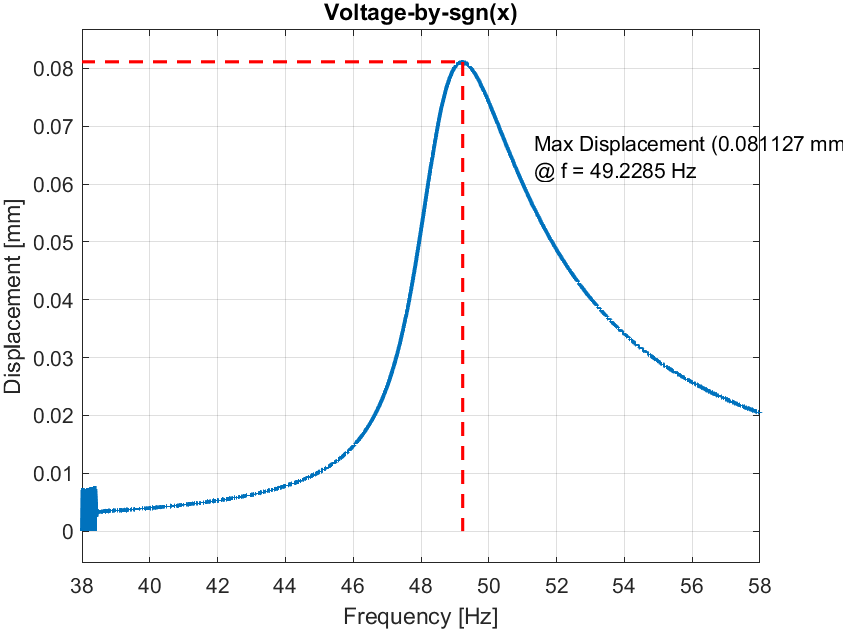 Voltage-by-sgn(x)
Displacement [mm]
0.08
0.07
0.06
0.05
0.04
0.03
0.02
0.01
0
Max Displacement (0.081127 mm
@ f = 49.2285 Hz
38 40 42 44 46 48 50 52 54 56 58
Frequency [Hz]